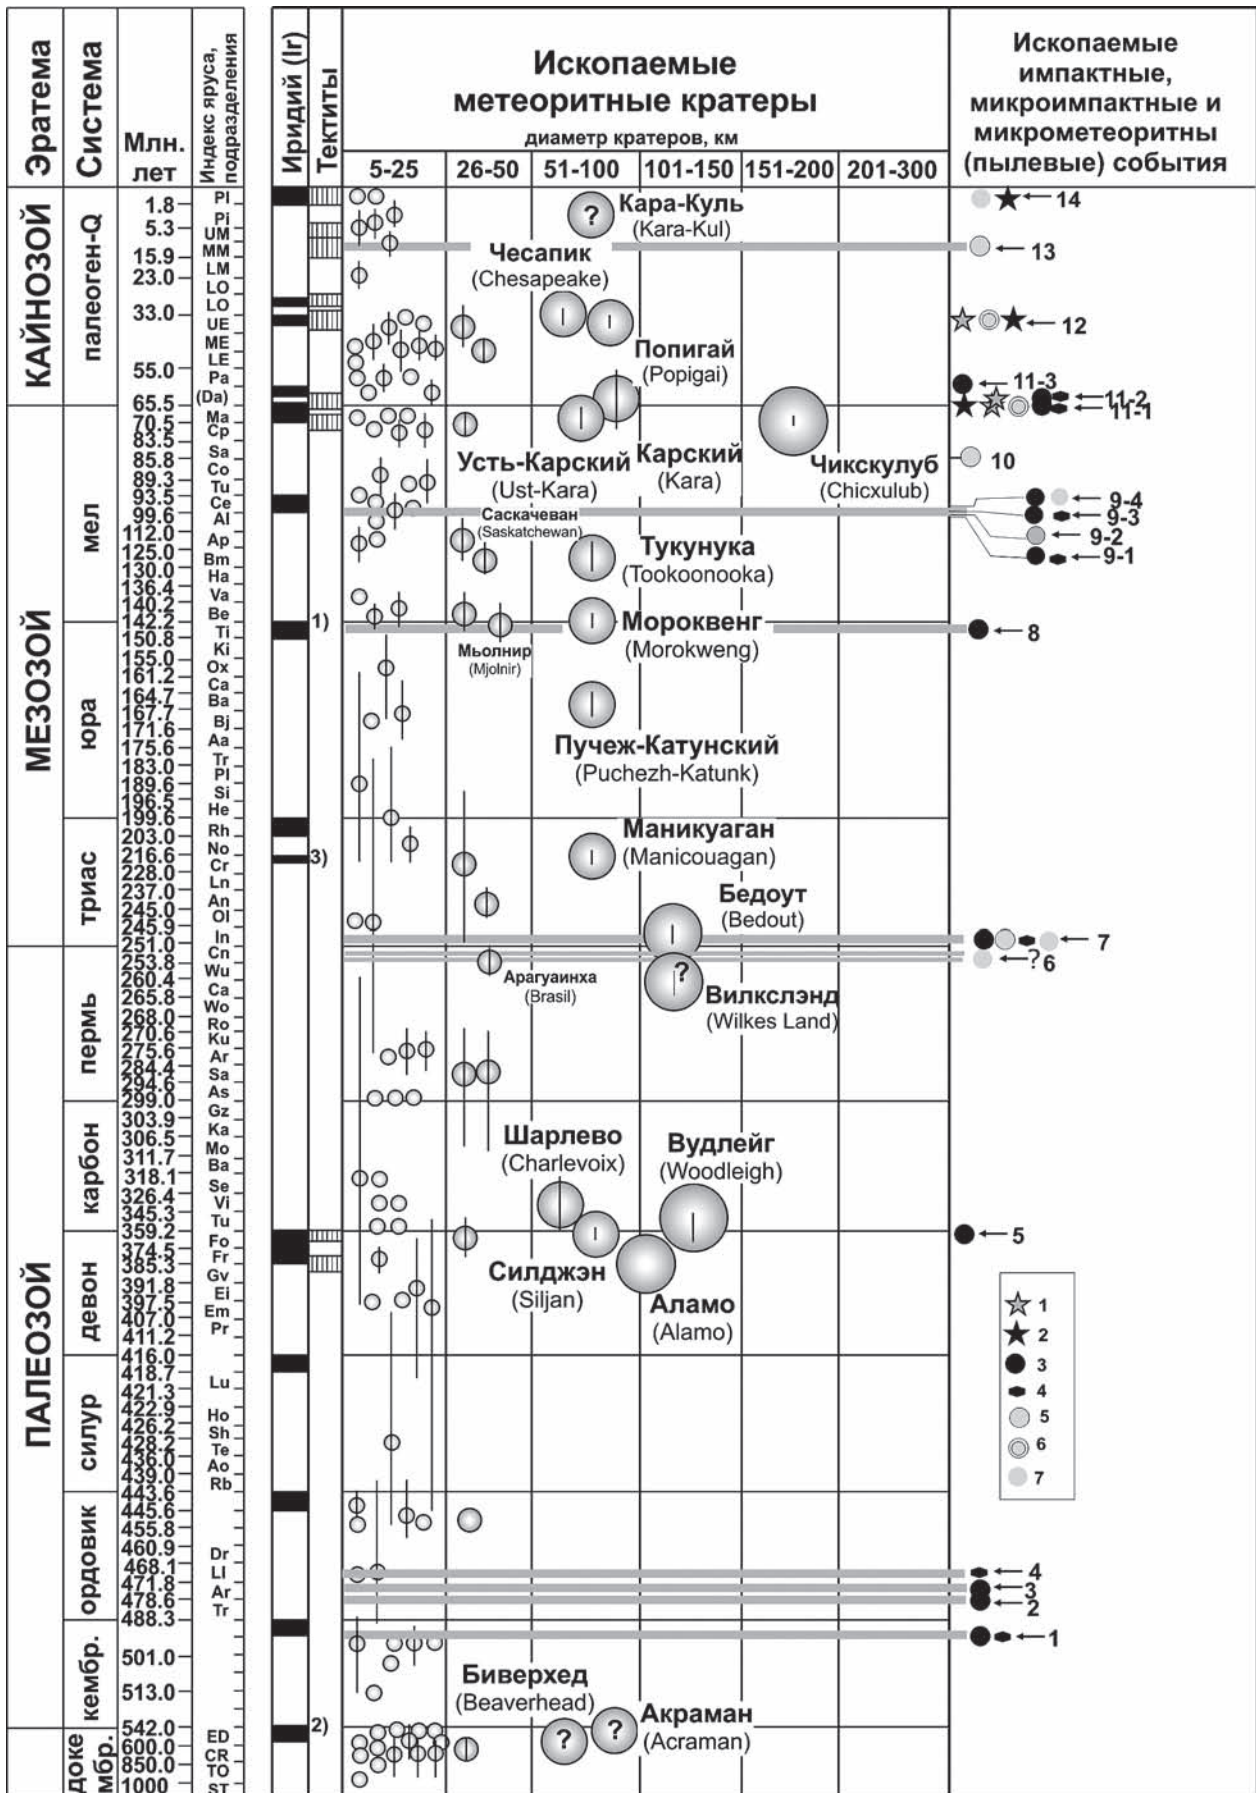 Эратема
Система
Млн.
лет
Индекс яруса,
подразделения
Иридий (Ir)
Тектиты
Ископаемые
метеоритные кратеры
диаметр кратеров, км
5-25
26-50
51-100
101-150
151-200
201-300
Ископаемые
импактные,
микроимпактные и
микрометеоритны
(пылевые) события
КАЙНОЗОЙ
МЕЗОЗОЙ
ПАЛЕОЗОЙ
палеоген-Q
мел
юра
триас
пермь
карбон
девон
силур
ордовик
кембр.
доке
мбр.
1.8
5.3
15.9
23.0
33.0
55.0
65.5
70.5
83.5
85.8
89.3
93.5
99.6
112.0
125.0
130.0
136.4
140.2
142.2
150.8
155.0
161.2
164.7
167.7
171.6
175.6
183.0
189.6
196.5
199.6
203.0
216.6
228.0
237.0
245.0
245.9
251.0
253.8
260.4
265.8
268.0
270.6
275.6
284.4
294.6
299.0
303.9
306.5
311.7
318.1
326.4
345.3
359.2
374.5
385.3
391.8
397.5
407.0
411.2
416.0
418.7
421.3
422.9
426.2
428.2
436.0
439.0
443.6
445.6
455.8
460.9
468.1
471.8
478.6
488.3
501.0
513.0
542.0
600.0
850.0
1000
Pl
Pi
UM
MM
LM
LO
LO
UE
ME
LE
Pa
(Da)
Ma
Cp
Sa
Co
Tu
Ce
Al
Ap
Bm
Ha
Va
Be
Ti
Ki
Ox
Ca
Ba
Bj
Aa
Tr
Pl
Si
He
Rh
No
Cr
Ln
An
Ol
In
Cn
Wu
Ca
Wo
Ro
Ku
Ar
Sa
As
Gz
Ka
Mo
Ba
Se
Vi
Tu
Fo
Fr
Gv
Ei
Em
Pr
Lu
Ho
Sh
Te
Ao
Rb
Dr
Ll
Ar
Tr
ED
CR
TO
ST
1)
3)
2)
?
Кара-Куль
(Kara-Kul)
Чесапик
(Chesapeake)
Попигай
(Popigai)
Усть-Карский
(Ust-Kara)
Карский
(Kara)
Чикскулуб
(Chicxulub)
Саскачеван
(Saskatchewan)
Тукунука
(Tookoonooka)
Мороквенг
(Morokweng)
Мьолнир
(Mjolnir)
Пучеж-Катунский
(Puchezh-Katunk)
Маникуаган
(Manicouagan)
Бедоут
(Bedout)
Арагуаинха
(Brasil)
?
Вилкслэнд
(Wilkes Land)
Шарлево
(Charlevoix)
Вудлейг
(Woodleigh)
Силджэн
(Siljan)
Аламо
(Alamo)
Биверхед
(Beaverhead)
?
?
Акраман
(Acraman)
14
13
12
11-3
11-2
11-1
10
9-4
9-3
9-2
9-1
8
7
?
6
5
4
3
2
1
1
2
3
4
5
6
7